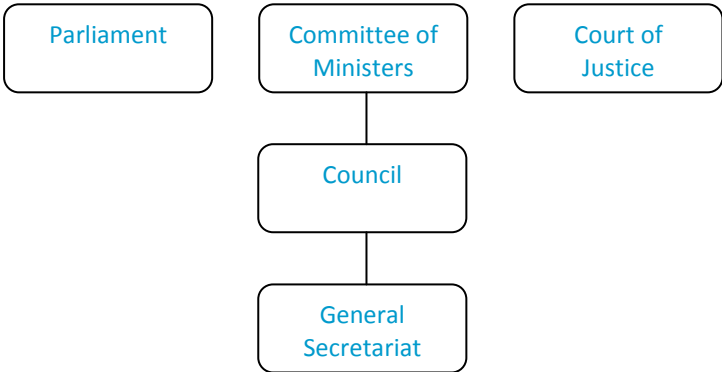 Parliament
Committee of
Ministers
Court of
Justice
Council
General
Secretariat